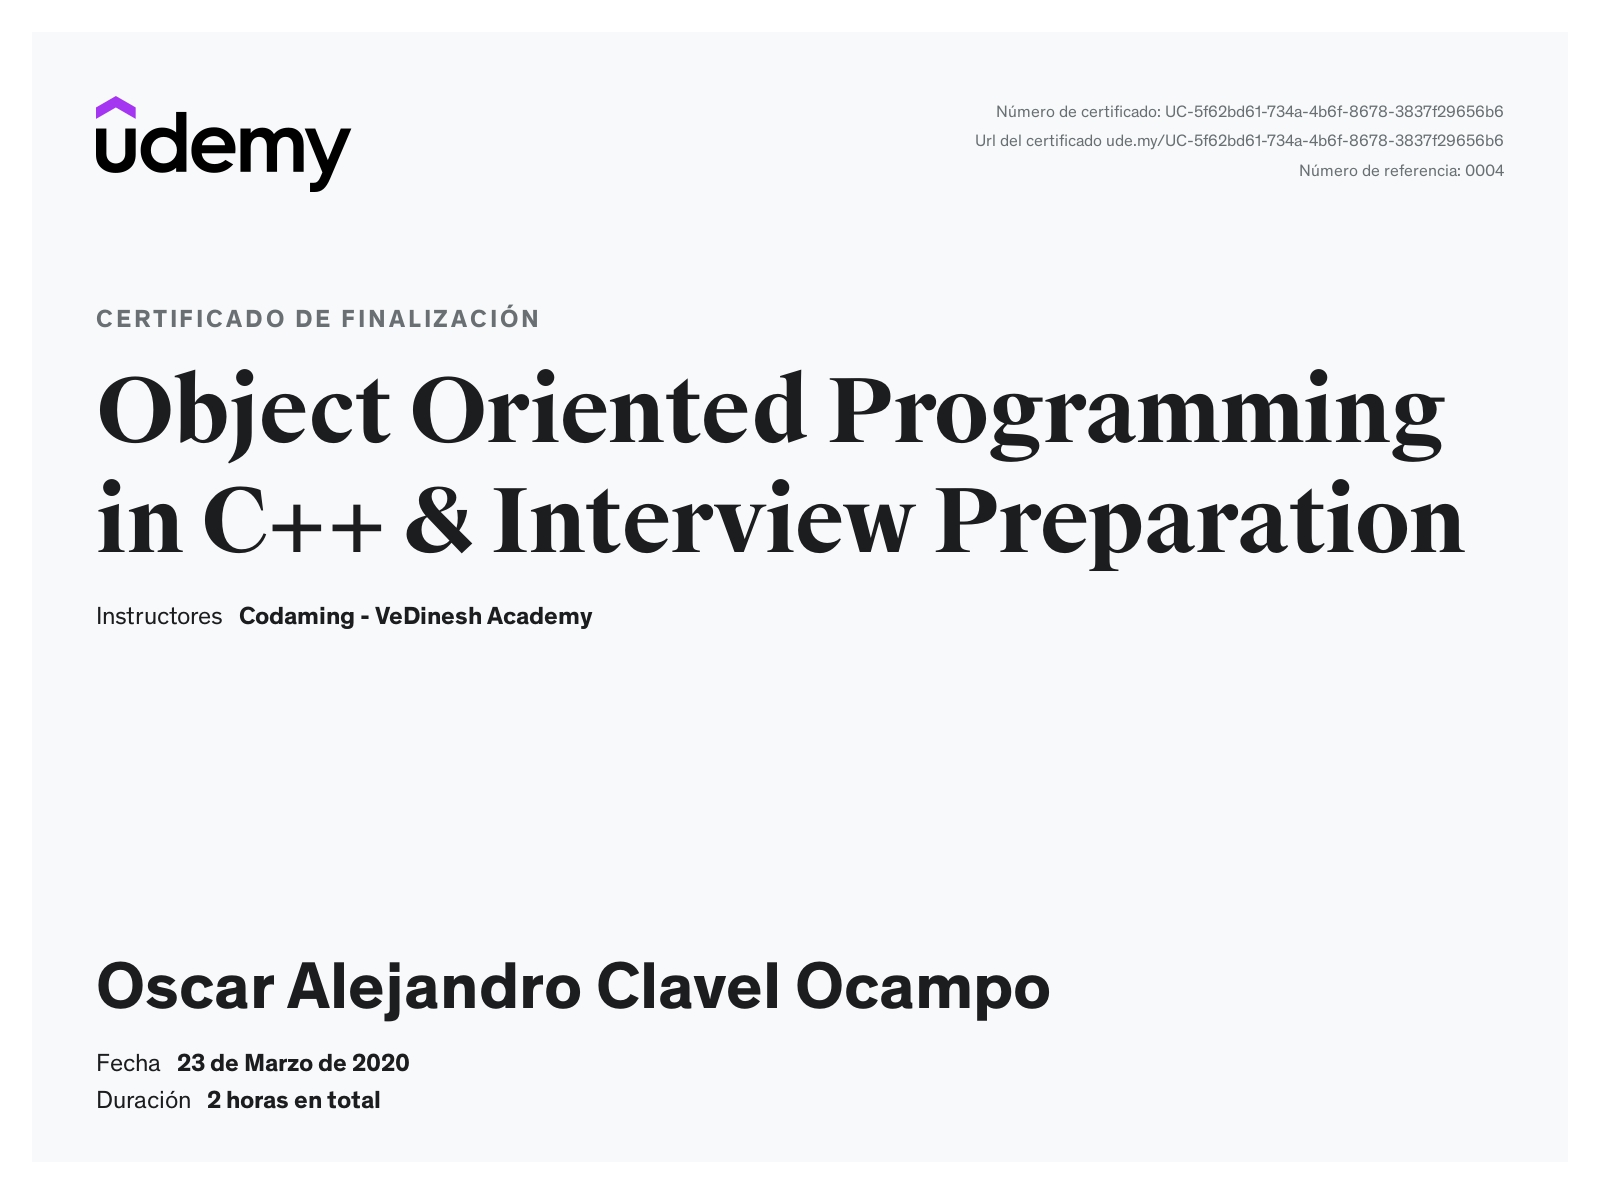 udemy
Número de certificado: UC-5f62bd61-734a-4b6f-8678-3837f29656b6
Url del certificado ude.my/UC-5f62bd61-734a-4b6f-8678-3837f29656b6
Número de referencia: 0004
CERTIFICADO DE FINALIZACIÓN
Object Oriented Programming
in C++ & Interview Preparation
Instructores Codaming - VeDinesh Academy
Oscar Alejandro Clavel Ocampo
Fecha 23 de Marzo de 2020
Duración 2 horas en total